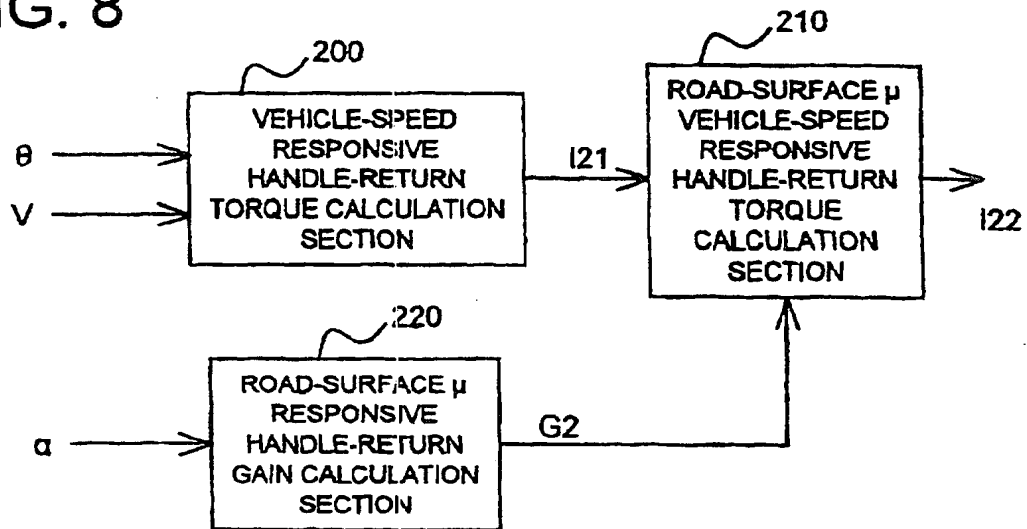 FIG. 8
200
VEHICLE-SPEED
RESPONSIVE
HANDLE-RETURN
TORQUE CALCULATION
SECTION
θ
V
I21
210
ROAD-SURFACE μ
VEHICLE-SPEED
RESPONSIVE
HANDLE-RETURN
TORQUE
CALCULATION
SECTION
I22
220
ROAD-SURFACE μ
RESPONSIVE
HANDLE-RETURN
GAIN CALCULATION
SECTION
α
G2